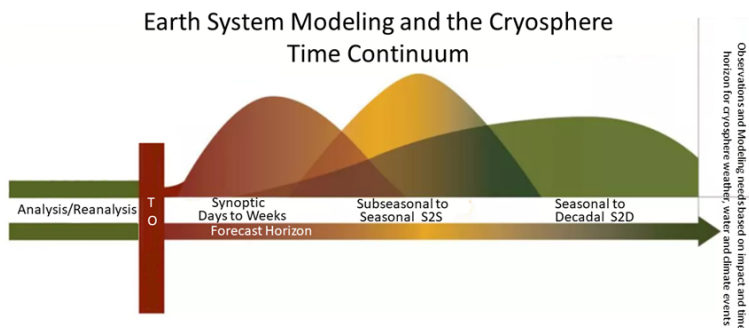 Earth System Modeling and the Cryosphere
Time Continuum
Analysis/Reanalysis
T
O
Synoptic
Days to Weeks
Subseasonal to
Seasonal S2S
Seasonal to
Decadal S2D
Forecast Horizon
Observations and Modeling needs based on impact and time
horizon for cryosphere weather, water and climate events